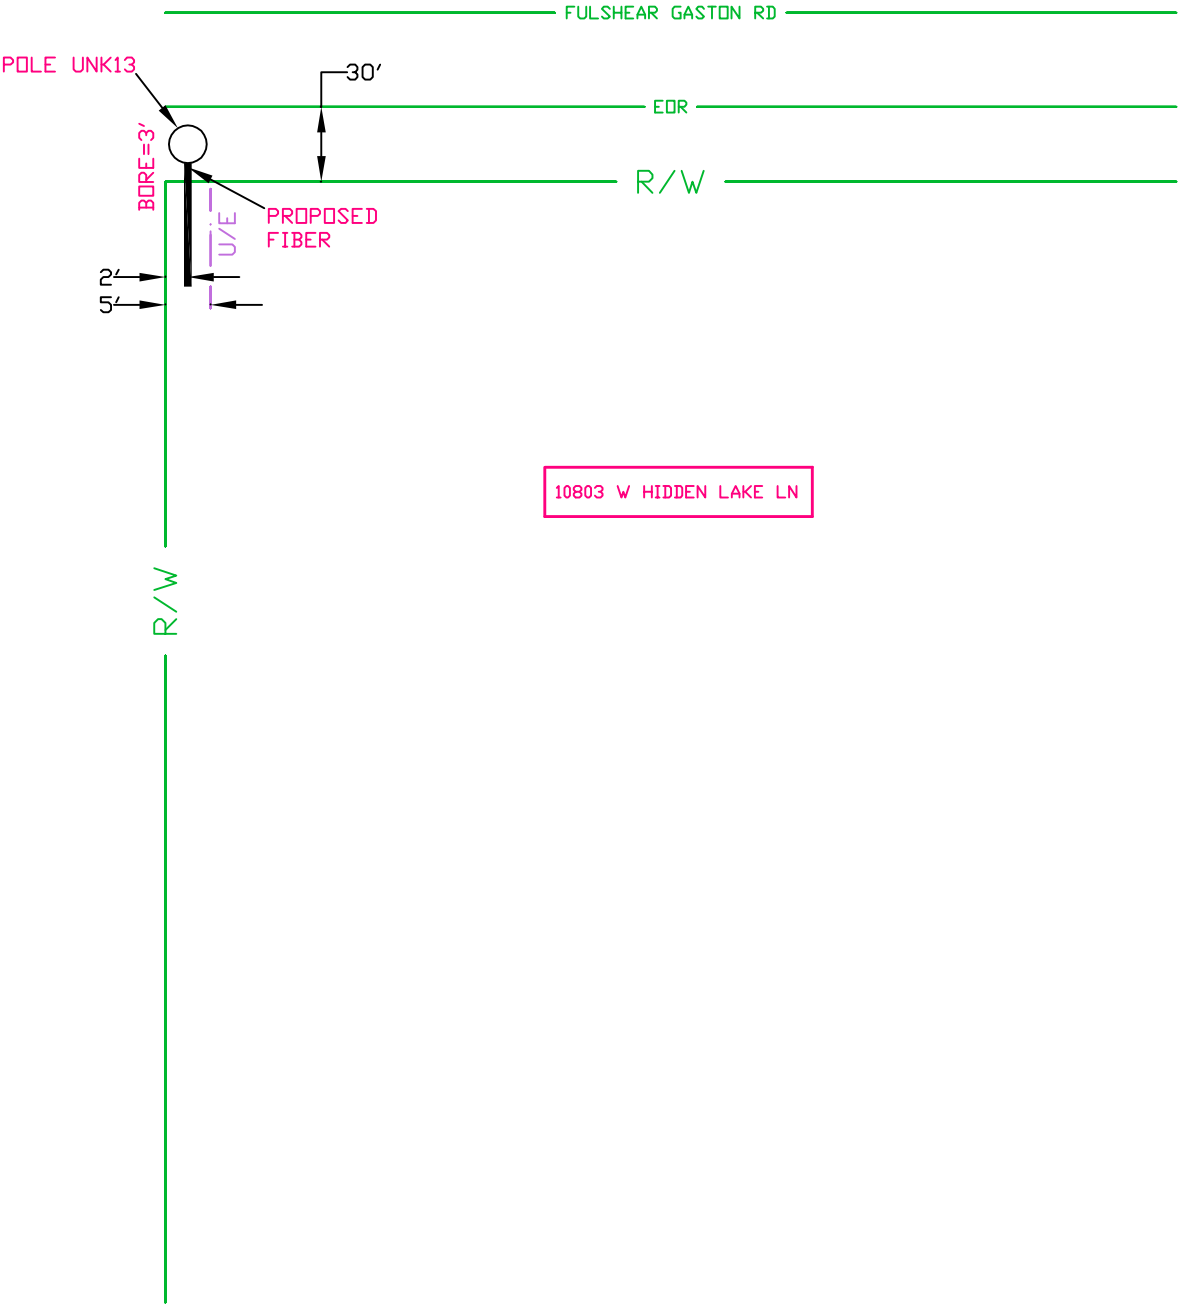 FULSHEAR GASTON RD
POLE UNK13
30'
EOR
BORE=3'
R/W
PROPOSED
FIBER
U/E
2'
5'
10803 W HIDDEN LAKE LN
R/W